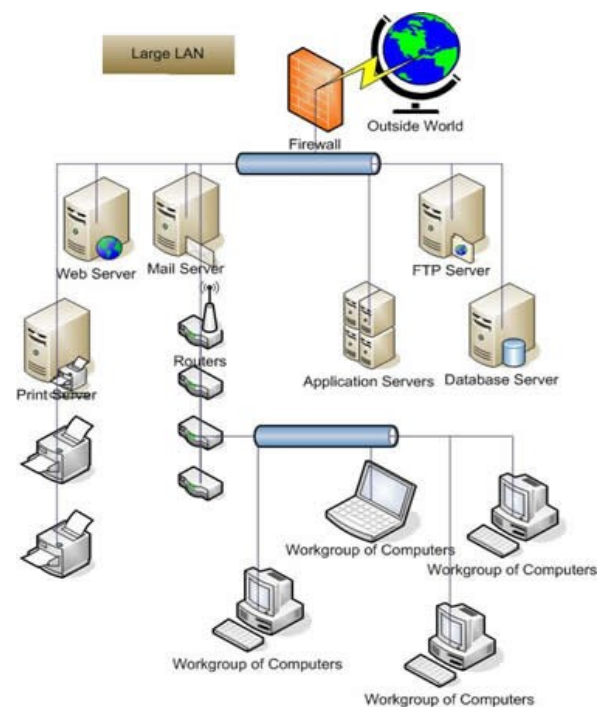 Large LAN
Outside World
Firewall
Web Server
Mail Server
FTP Server
Routers
Print Server
Application Servers
Database Server
Workgroup of Computers
Workgroup of Computers
Workgroup of Computers
Workgroup of Computers